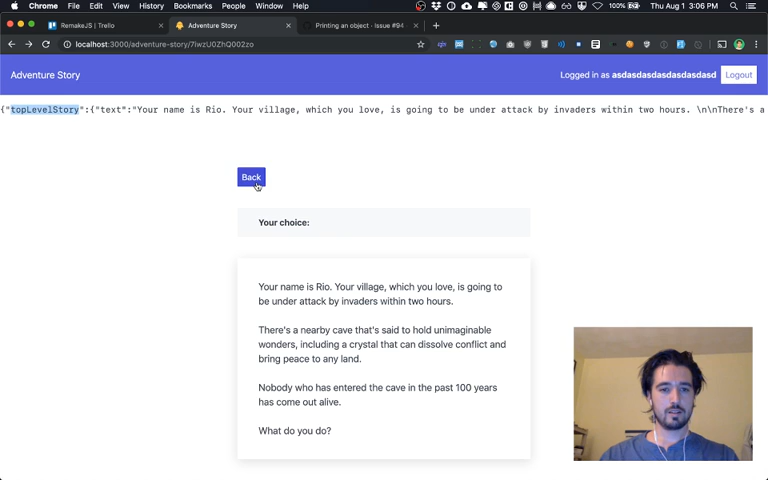 Chrome File Edit View History Bookmarks People Window Help 100% Thu Aug 1 3:06 PM
RemakeJS | Trello Adventure Story Printing an object · Issue #94
localhost:3000/adventure-story/7iwzU0ZhQ002zo
Adventure Story Logged in as asdasdasdasdasdasdasd Logout
{"topLevelStory":{"text":"Your name is Rio. Your village, which you love, is going to be under attack by invaders within two hours. \n\nThere's a
Back
Your choice:
Your name is Rio. Your village, which you love, is going to
be under attack by invaders within two hours.
There's a nearby cave that's said to hold unimaginable
wonders, including a crystal that can dissolve conflict and
bring peace to any land.
Nobody who has entered the cave in the past 100 years
has come out alive.
What do you do?